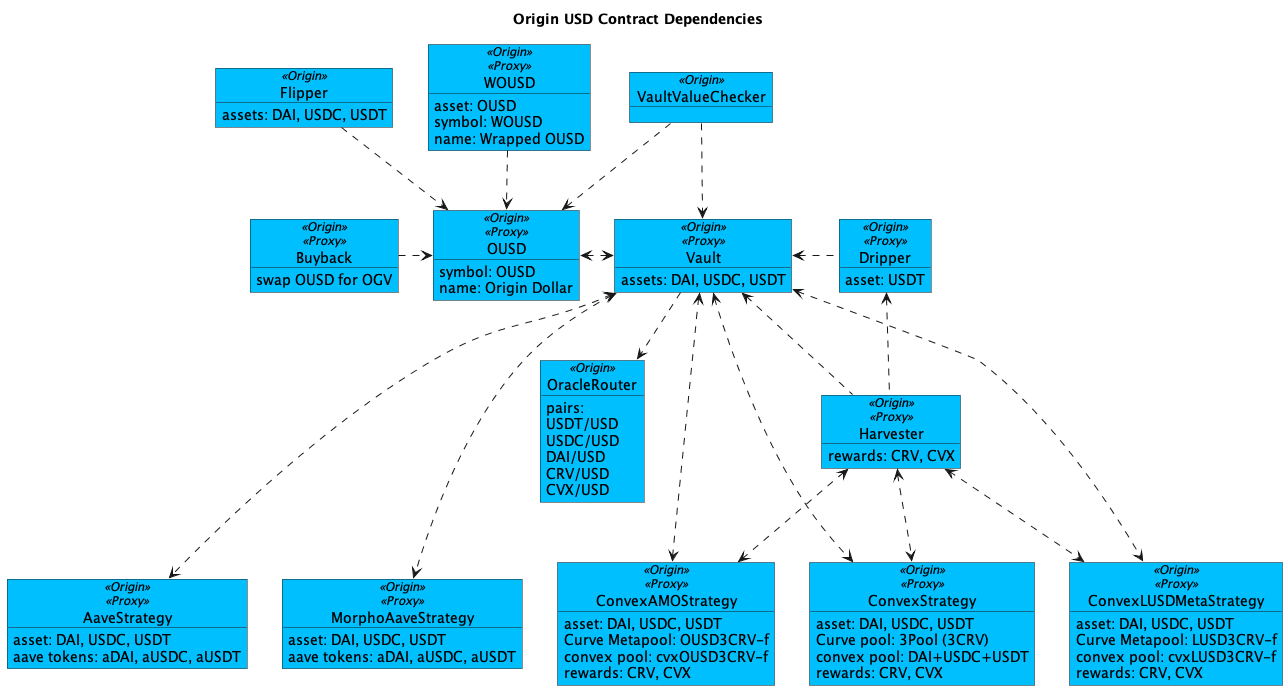 Origin USD Contract Dependencies
«Origin»
Flipper
assets: DAI, USDC, USDT
«Origin»
«Proxy»
WOUSD
asset: OUSD
symbol: WOUSD
name: Wrapped OUSD
«Origin»
VaultValueChecker
«Origin»
«Proxy»
Buyback
swap OUSD for OGV
«Origin»
«Proxy»
OUSD
symbol: OUSD
name: Origin Dollar
«Origin»
«Proxy»
Vault
assets: DAI, USDC, USDT
«Origin»
«Proxy»
Dripper
asset: USDT
«Origin»
OracleRouter
pairs:
USDT/USD
USDC/USD
DAI/USD
CRV/USD
CVX/USD
«Origin»
«Proxy»
Harvester
rewards: CRV, CVX
«Origin»
«Proxy»
AaveStrategy
asset: DAI, USDC, USDT
aave tokens: aDAI, aUSDC, aUSDT
«Origin»
«Proxy»
MorphoAaveStrategy
asset: DAI, USDC, USDT
aave tokens: aDAI, aUSDC, aUSDT
«Origin»
«Proxy»
ConvexAMOStrategy
asset: DAI, USDC, USDT
Curve Metapool: OUSD3CRV-f
convex pool: cvxOUSD3CRV-f
rewards: CRV, CVX
«Origin»
«Proxy»
ConvexStrategy
asset: DAI, USDC, USDT
Curve pool: 3Pool (3CRV)
convex pool: DAI+USDC+USDT
rewards: CRV, CVX
«Origin»
«Proxy»
ConvexLUSDMetaStrategy
asset: DAI, USDC, USDT
Curve Metapool: LUSD3CRV-f
convex pool: cvxLUSD3CRV-f
rewards: CRV, CVX